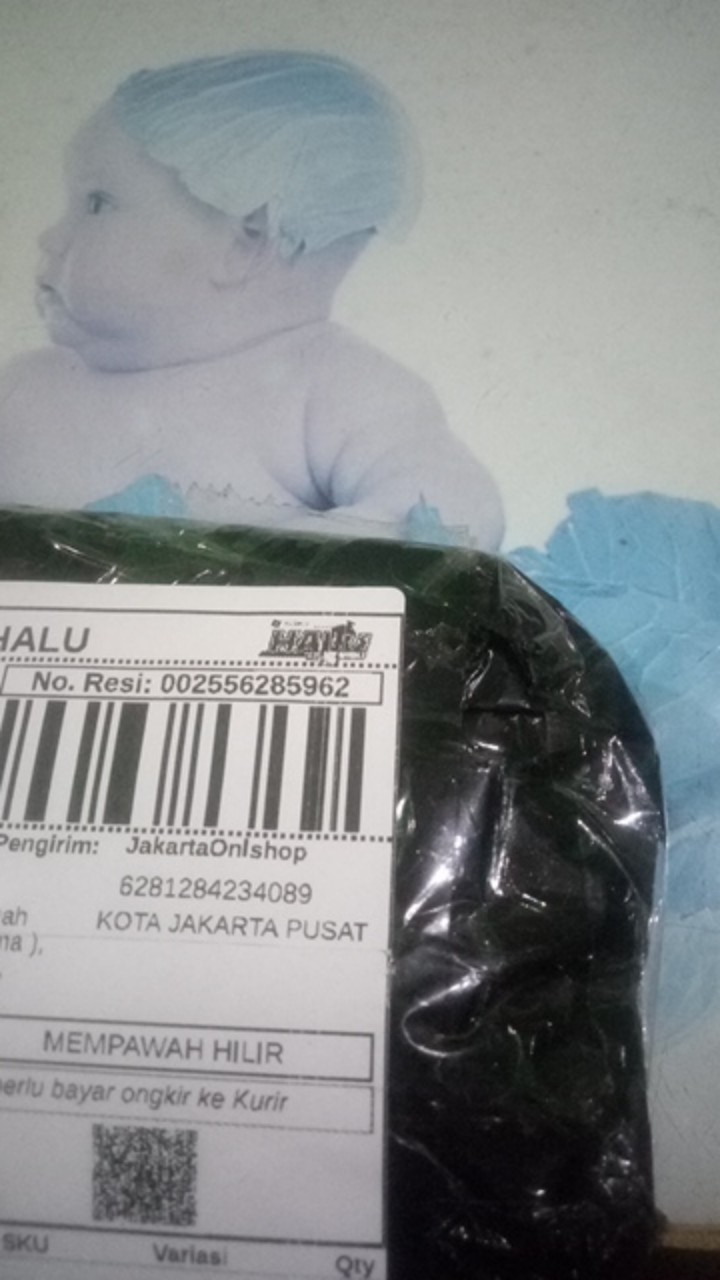 HALU
No. Resi: 002556285962
Pengirim: JakartaOnlshop
6281284234089
KOTA JAKARTA PUSAT
MEMPAWAH HILIR
bayar ongkir ke Kurir
SKU Variasi Qty